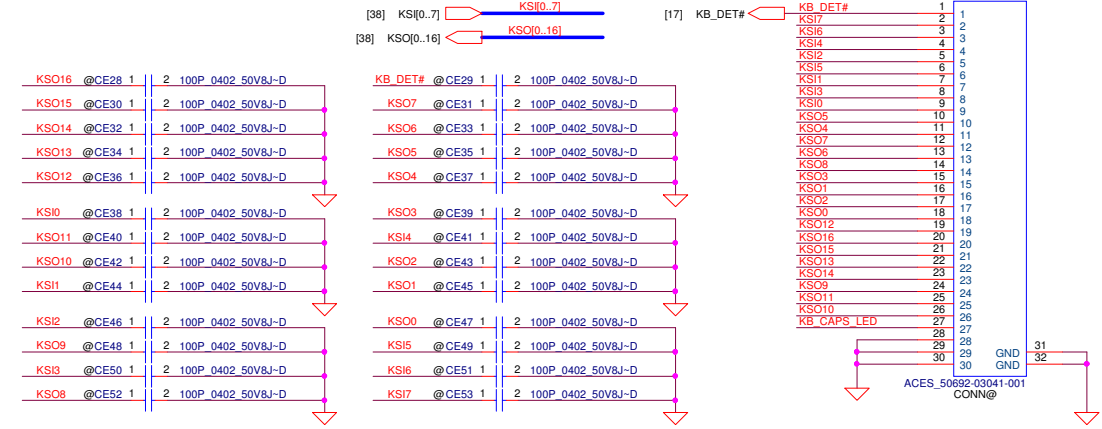 [38] KSI[0..7] KSI[0..7]
[38] KSO[0..16] KSO[0..16]
[17] KB_DET#
KSO16 @CE28 1 2 100P_0402_50V8J~D
KSO15 @CE30 1 2 100P_0402_50V8J~D
KSO14 @CE32 1 2 100P_0402_50V8J~D
KSO13 @CE34 1 2 100P_0402_50V8J~D
KSO12 @CE36 1 2 100P_0402_50V8J~D
KSI0 @CE38 1 2 100P_0402_50V8J~D
KSO11 @CE40 1 2 100P_0402_50V8J~D
KSO10 @CE42 1 2 100P_0402_50V8J~D
KSI1 @CE44 1 2 100P_0402_50V8J~D
KSI2 @CE46 1 2 100P_0402_50V8J~D
KSO9 @CE48 1 2 100P_0402_50V8J~D
KSI3 @CE50 1 2 100P_0402_50V8J~D
KSO8 @CE52 1 2 100P_0402_50V8J~D
KB_DET# @CE29 1 2 100P_0402_50V8J~D
KSO7 @CE31 1 2 100P_0402_50V8J~D
KSO6 @CE33 1 2 100P_0402_50V8J~D
KSO5 @CE35 1 2 100P_0402_50V8J~D
KSO4 @CE37 1 2 100P_0402_50V8J~D
KSO3 @CE39 1 2 100P_0402_50V8J~D
KSI4 @CE41 1 2 100P_0402_50V8J~D
KSO2 @CE43 1 2 100P_0402_50V8J~D
KSO1 @CE45 1 2 100P_0402_50V8J~D
KSO0 @CE47 1 2 100P_0402_50V8J~D
KSI5 @CE49 1 2 100P_0402_50V8J~D
KSI6 @CE51 1 2 100P_0402_50V8J~D
KSI7 @CE53 1 2 100P_0402_50V8J~D
KB_DET# 1 1
KSI7 2 2
KSI6 3 3
KSI4 4 4
KSI2 5 5
KSI5 6 6
KSI1 7 7
KSI3 8 8
KSI0 9 9
KSO5 10 10
KSO4 11 11
KSO7 12 12
KSO6 13 13
KSO8 14 14
KSO3 15 15
KSO1 16 16
KSO2 17 17
KSO0 18 18
KSO12 19 19
KSO16 20 20
KSO15 21 21
KSO13 22 22
KSO14 23 23
KSO9 24 24
KSO11 25 25
KSO10 26 26
KB_CAPS_LED 27 27
28 28
29 29 GND 31
30 30 GND 32
ACES_50692-03041-001
CONN@